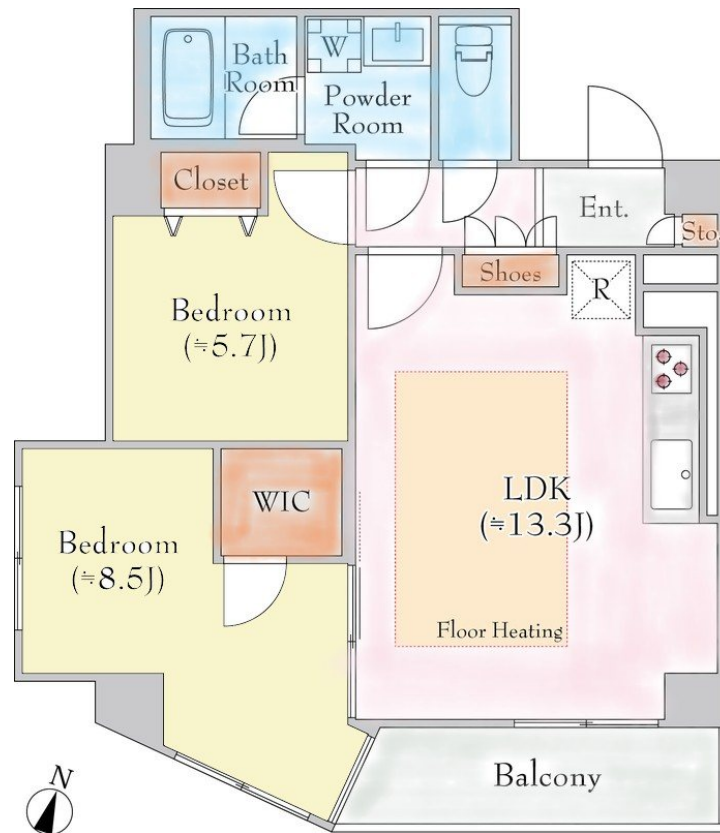 Bath
Room
W
Powder
Room
Closet
Ent.
Sto.
Shoes
R
Bedroom
(≒5.7J)
LDK
(≒13.3J)
WIC
Bedroom
(≒8.5J)
Floor Heating
Balcony
N